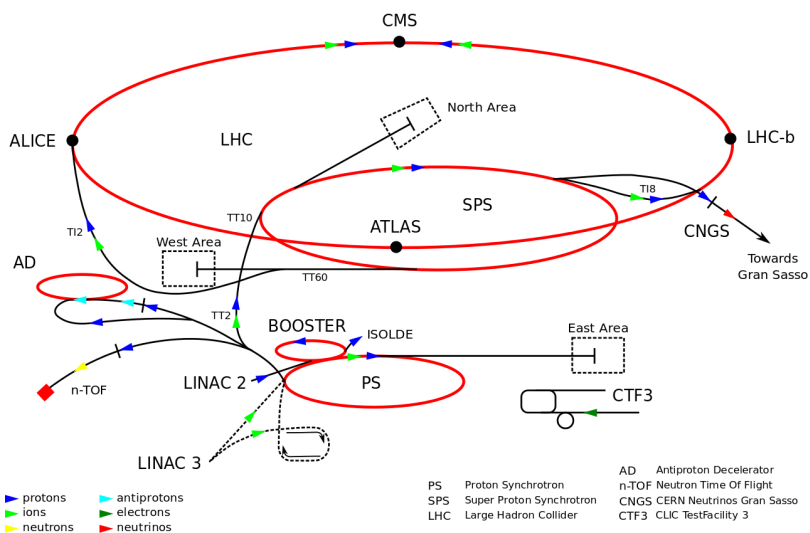 CMS
North Area
ALICE
LHC
LHC-b
TI8
SPS
TT10
ATLAS
CNGS
TI2
West Area
Towards
Gran Sasso
AD
TT60
TT2
BOOSTER
ISOLDE
East Area
LINAC 2
PS
n-TOF
CTF3
LINAC 3
protons
ions
neutrons
antiprotons
electrons
neutrinos
PS Proton Synchrotron
SPS Super Proton Synchrotron
LHC Large Hadron Collider
AD Antiproton Decelerator
n-TOF Neutron Time Of Flight
CNGS CERN Neutrinos Gran Sasso
CTF3 CLIC TestFacility 3